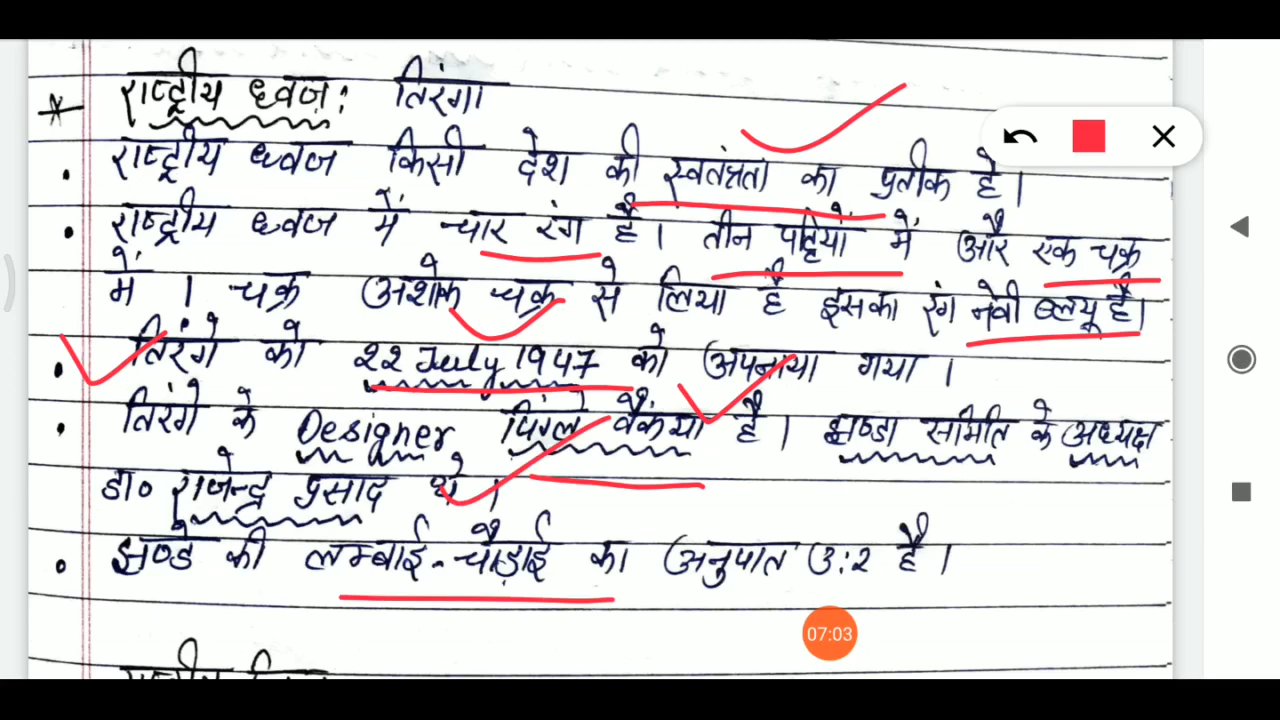 * राष्ट्रीय ध्वज: तिरंगा
• राष्ट्रीय ध्वज किसी देश की स्वतंत्रता का प्रतीक है।
• राष्ट्रीय ध्वज में चार रंग है। तीन पट्टियों में और एक चक्र
में । चक्र अशोक चक्र से लिया है इसका रंग नेवी ब्ल्यू है।
• तिरंगे को 22 July 1947 को अपनाया गया ।
• तिरंगे के Designer पिंगले वैंकया है । झण्डा समिति के अध्यक्ष
डा० राजेन्द्र प्रसाद थे ।
• झण्डे की लम्बाई-चौड़ाई का अनुपात 3:2 है ।
07:03